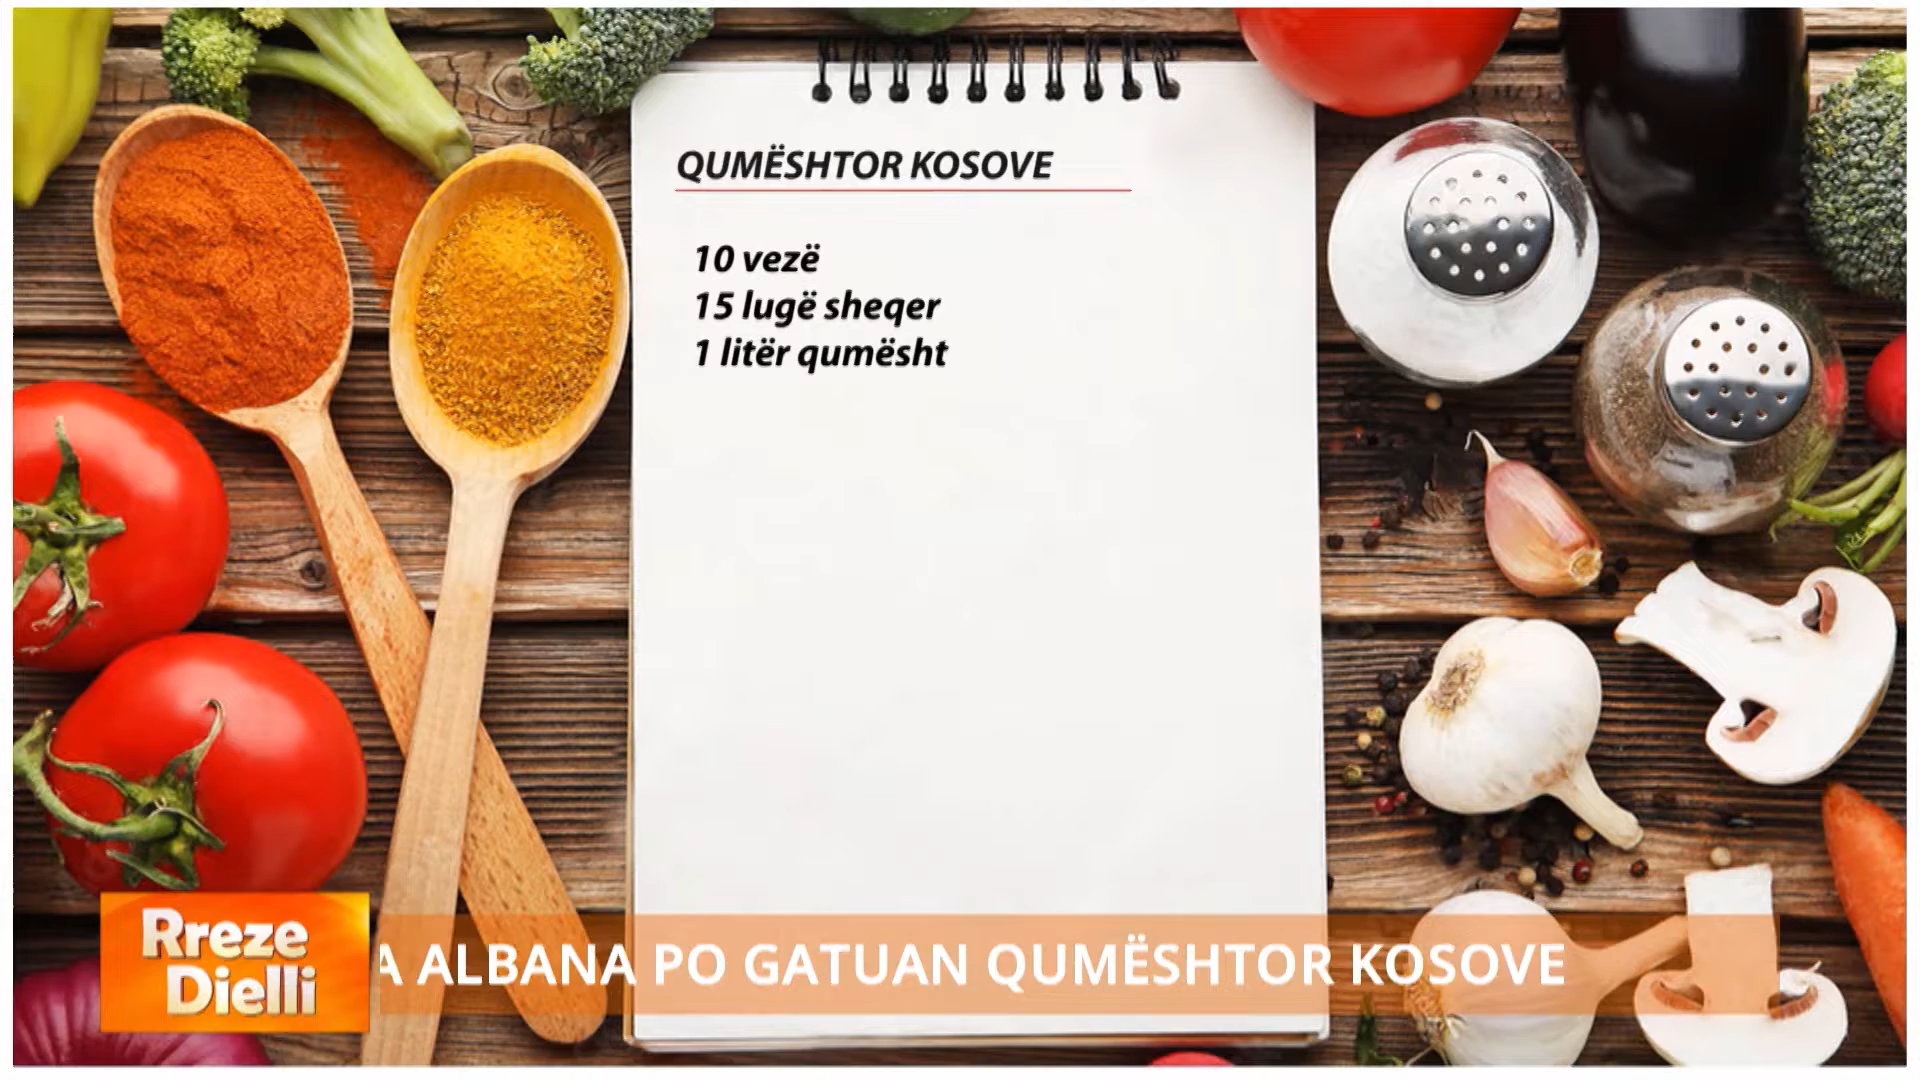 QUMËSHTOR KOSOVE
10 vezë
15 lugë sheqer
1 litër qumësht
Rreze
Dielli
A ALBANA PO GATUAN QUMËSHTOR KOSOVE